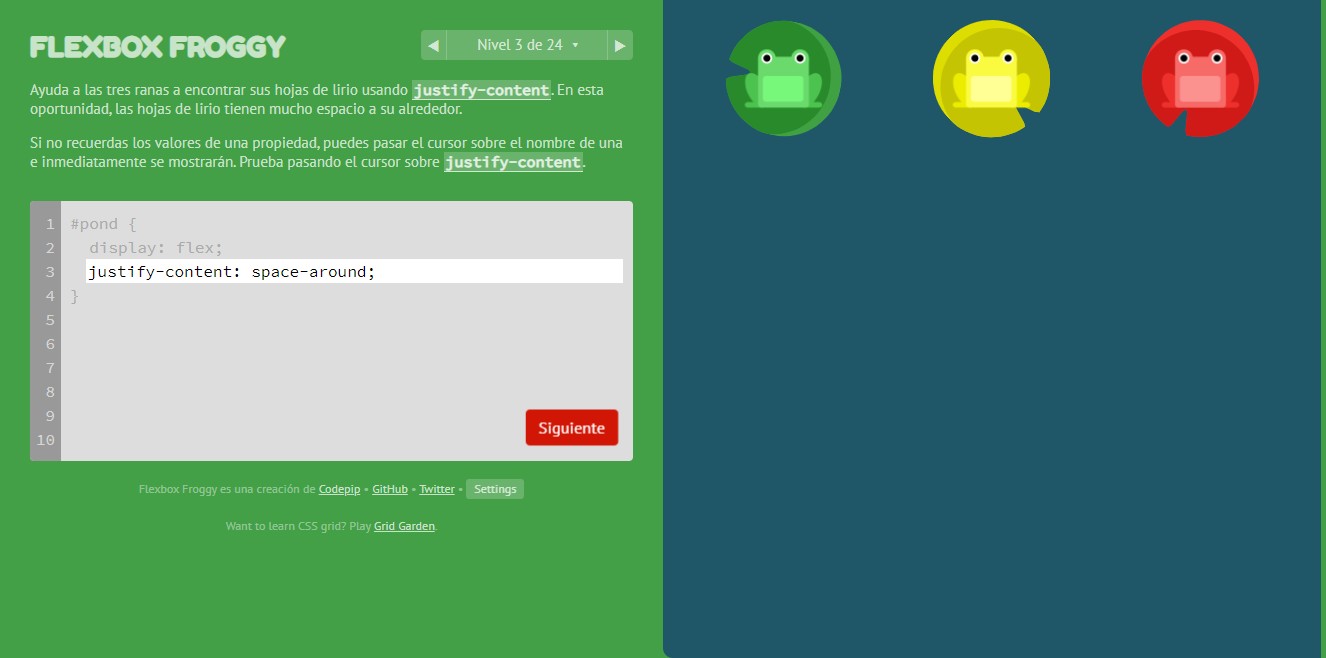 FLEXBOX FROGGY
◀ Nivel 3 de 24 ▾ ▶
Ayuda a las tres ranas a encontrar sus hojas de lirio usando justify-content. En esta
oportunidad, las hojas de lirio tienen mucho espacio a su alrededor.
Si no recuerdas los valores de una propiedad, puedes pasar el cursor sobre el nombre de una
e inmediatamente se mostrarán. Prueba pasando el cursor sobre justify-content.
1 #pond {
2 display: flex;
3 justify-content: space-around;
4 }
5
6
7
8
9
10
Siguiente
Flexbox Froggy es una creación de Codepip • GitHub • Twitter • Settings
Want to learn CSS grid? Play Grid Garden.